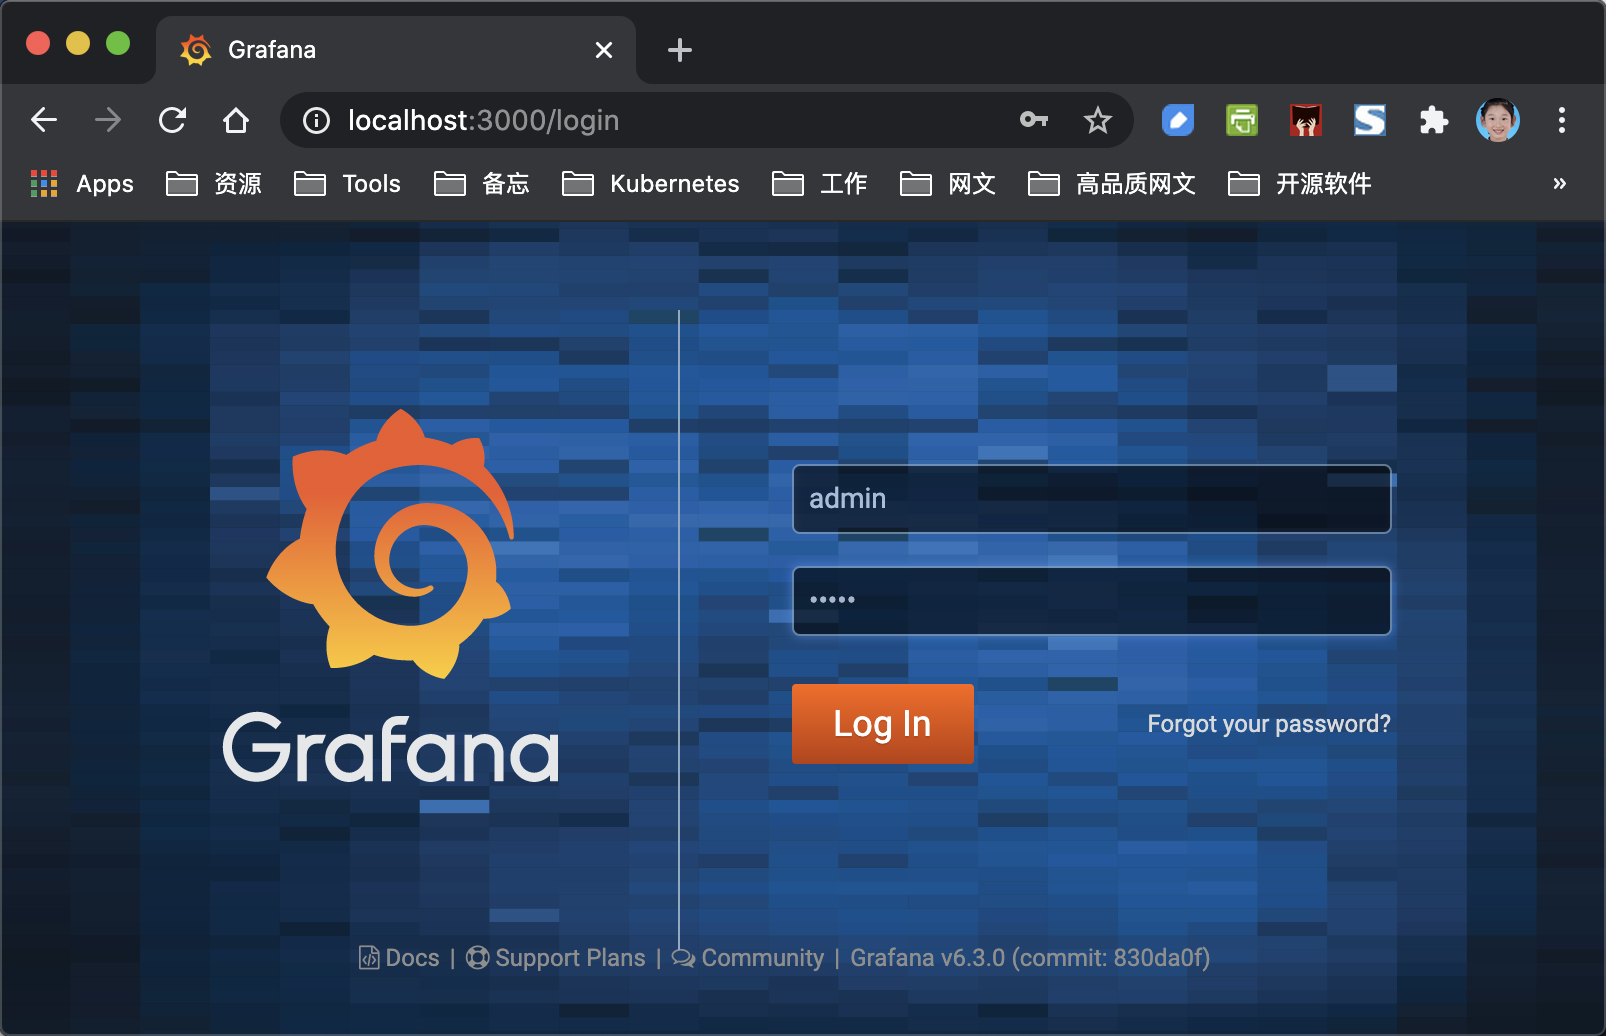 Grafana
localhost:3000/login
Apps 资源 Tools 备忘 Kubernetes 工作 网文 高品质网文 开源软件 »
admin
•••••
Log In Forgot your password?
Grafana
Docs | Support Plans | Community | Grafana v6.3.0 (commit: 830da0f)